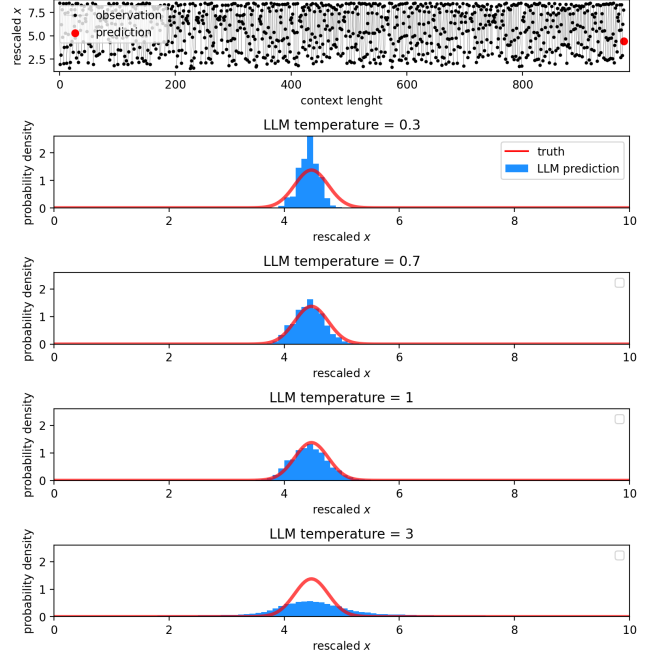 rescaled x
8 7.5
5.0
2.5
observation
prediction
0 200 400 600 800
context lenght
LLM temperature = 0.3
probability density
2
1
0
truth
LLM prediction
0 2 4 6 8 10
rescaled x
LLM temperature = 0.7
probability density
2
1
0
0 2 4 6 8 10
rescaled x
LLM temperature = 1
probability density
2
1
0
0 2 4 6 8 10
rescaled x
LLM temperature = 3
probability density
2
1
0
0 2 4 6 8 10
rescaled x